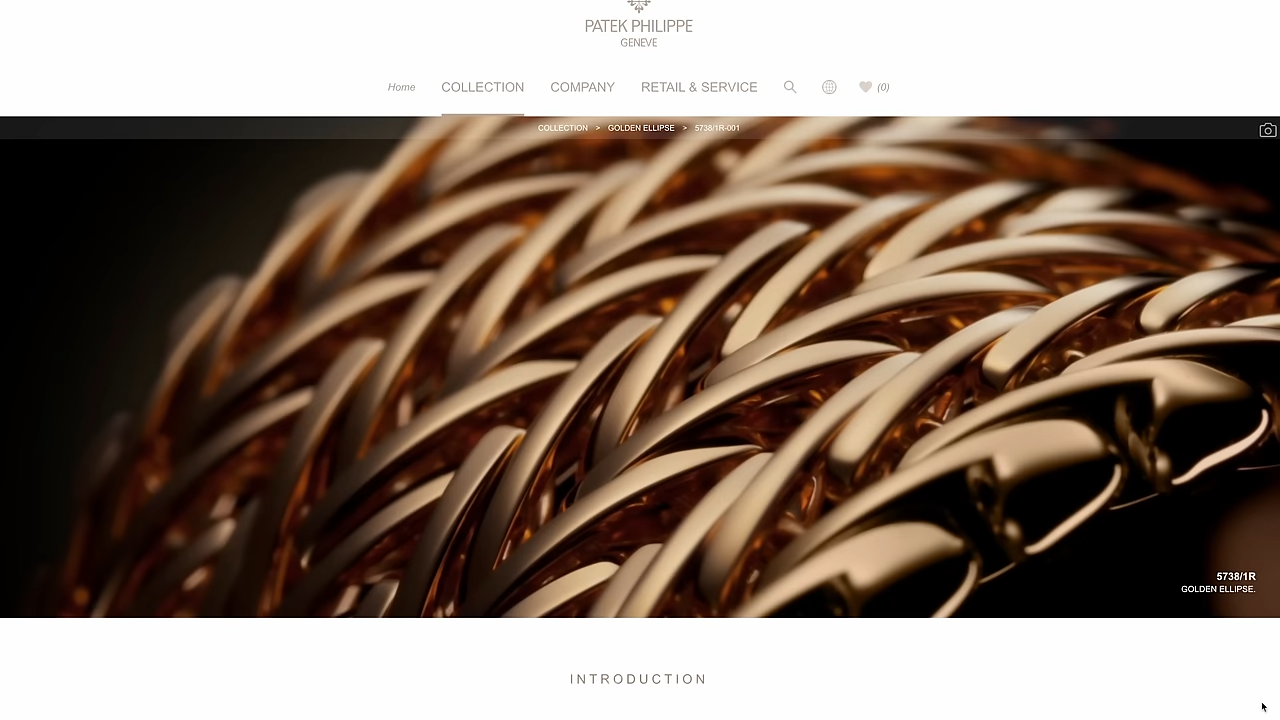 PATEK PHILIPPE
GENEVE
Home COLLECTION COMPANY RETAIL & SERVICE (0)
COLLECTION > GOLDEN ELLIPSE > 5738/1R-001
5738/1R
GOLDEN ELLIPSE.
INTRODUCTION